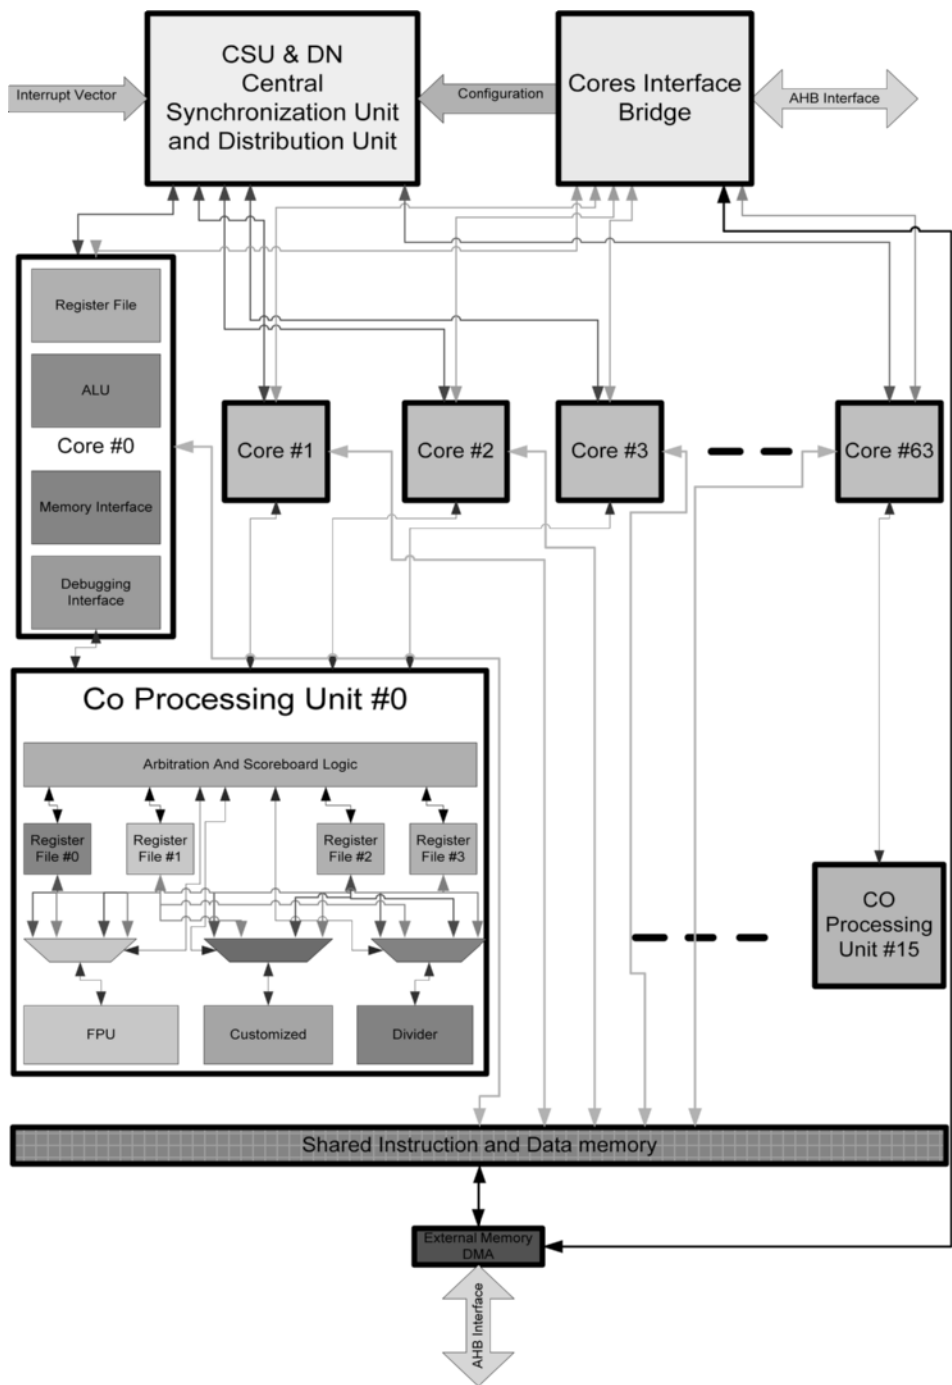 CSU & DN
Central
Synchronization Unit
and Distribution Unit
Cores Interface
Bridge
Interrupt Vector
Configuration
AHB Interface
Register File
ALU
Core #0
Memory Interface
Debugging
Interface
Core #1
Core #2
Core #3
Core #63
Co Processing Unit #0
Arbitration And Scoreboard Logic
Register
File #0
Register
File #1
Register
File #2
Register
File #3
FPU
Customized
Divider
CO
Processing
Unit #15
Shared Instruction and Data memory
External Memory
DMA
AHB Interface